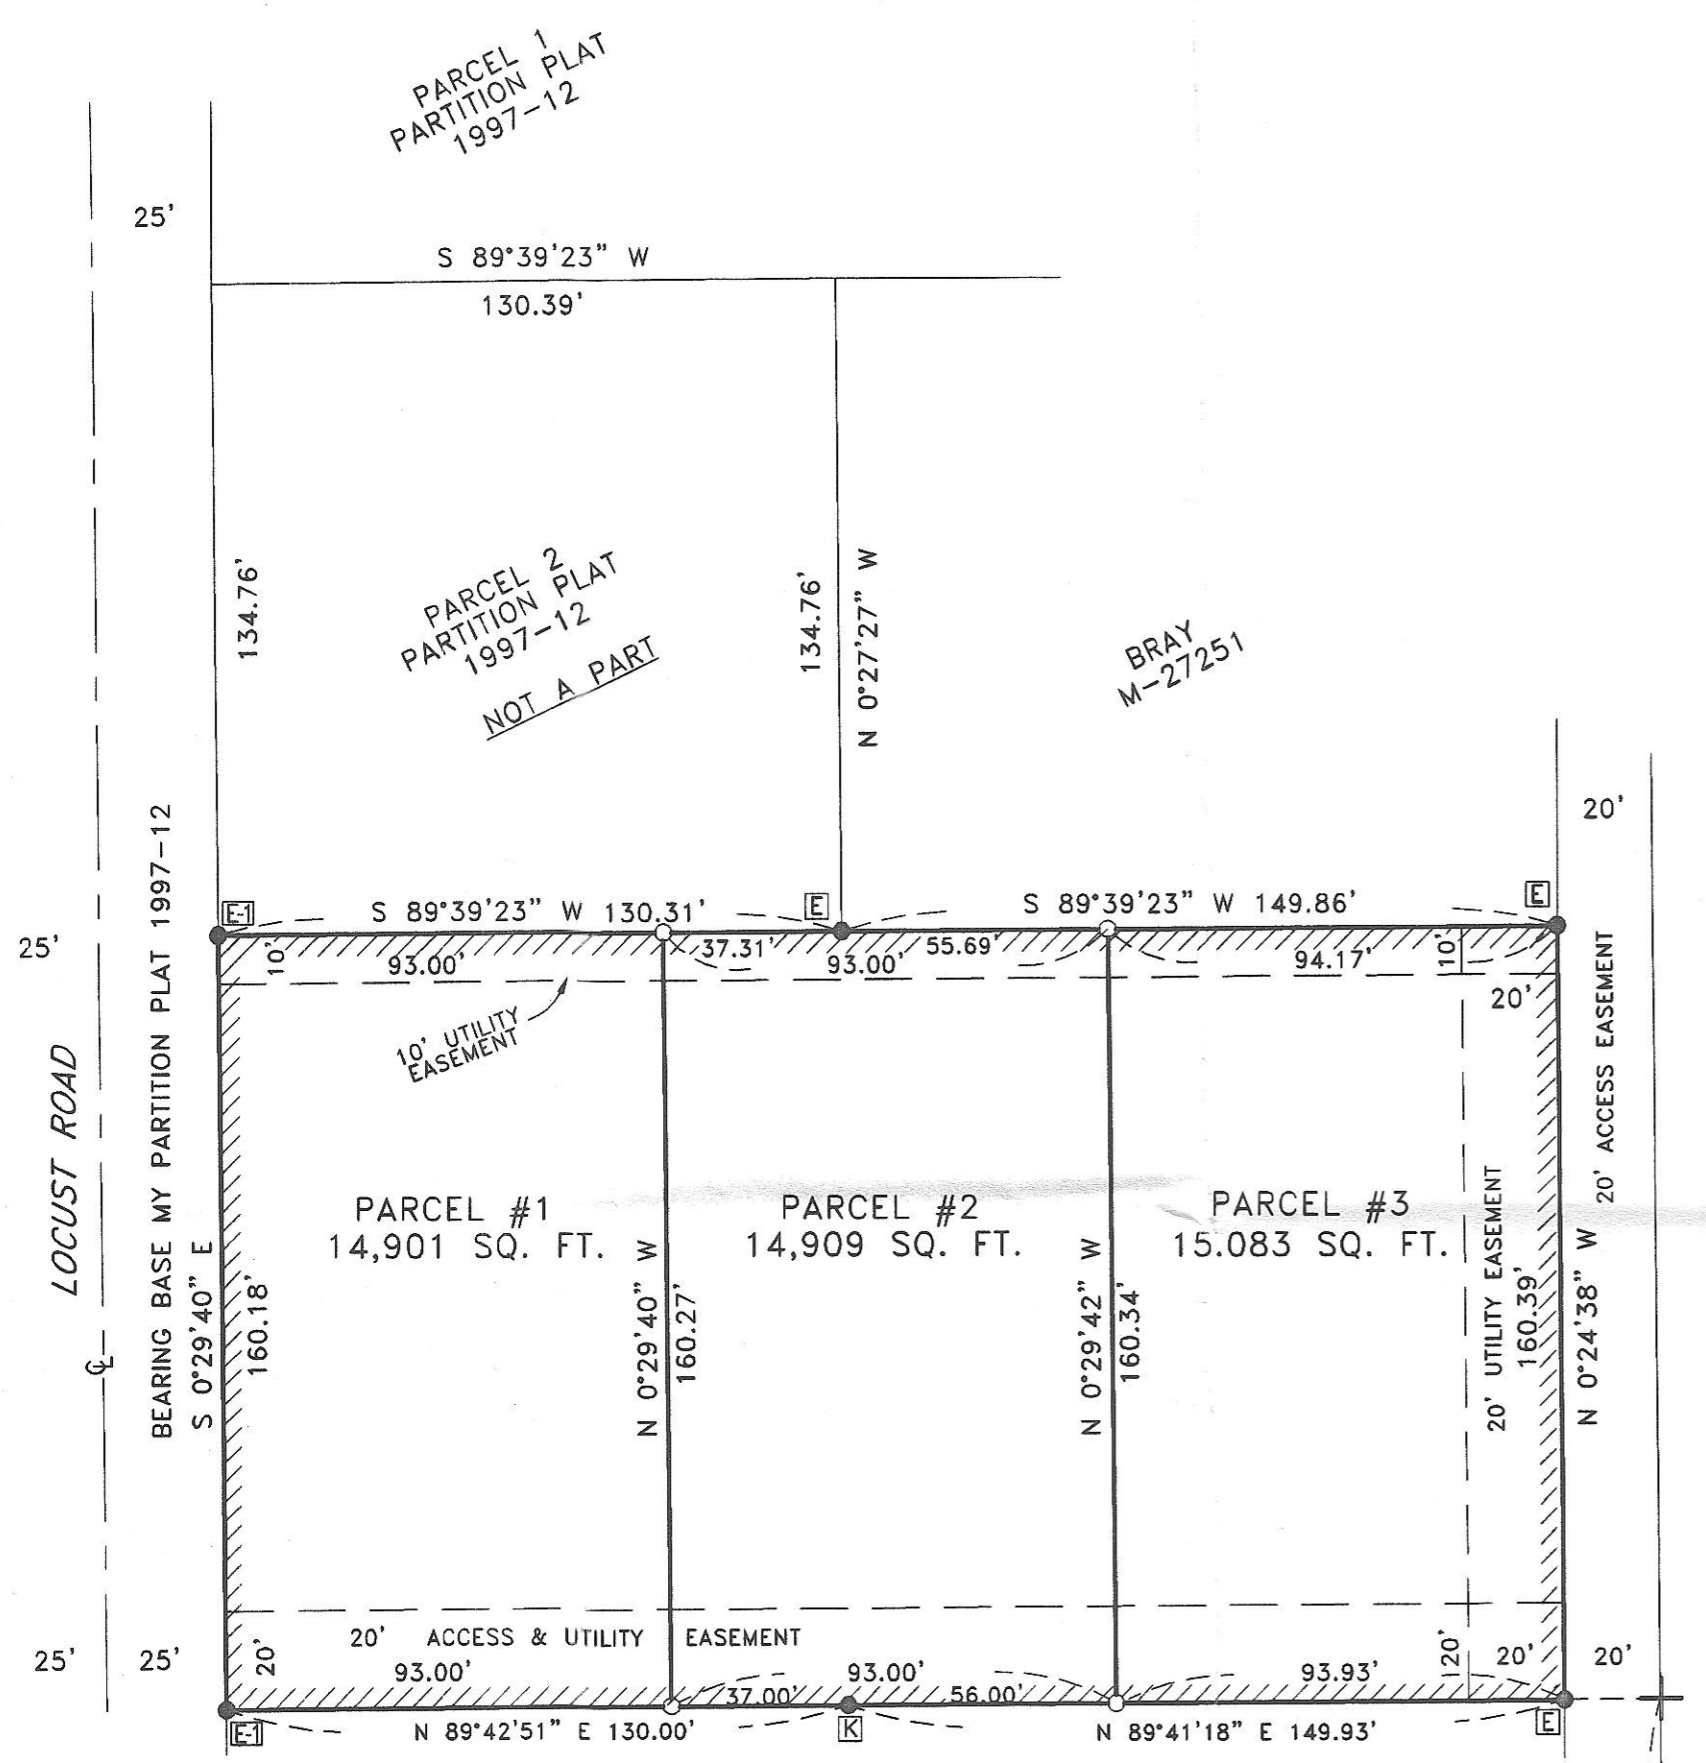 PARCEL 1
PARTITION PLAT
1997-12
25'
S 89°39'23" W
130.39'
134.76'
PARCEL 2
PARTITION PLAT
1997-12
NOT A PART
134.76'
N 0°27'27" W
BRAY
M-27251
20'
25'
E-1
S 89°39'23" W 130.31'
E
S 89°39'23" W 149.86'
E
10'
93.00'
37.31'
93.00'
55.69'
94.17'
10'
20'
10' UTILITY
EASEMENT
LOCUST ROAD
℄
BEARING BASE MY PARTITION PLAT 1997-12
S 0°29'40" E
160.18'
PARCEL #1
14,901 SQ. FT.
N 0°29'40" W
160.27'
PARCEL #2
14,909 SQ. FT.
N 0°29'42" W
160.34'
PARCEL #3
15.083 SQ. FT.
20' UTILITY EASEMENT
160.39'
N 0°24'38" W
20' ACCESS EASEMENT
20' ACCESS & UTILITY EASEMENT
25'
25'
20'
93.00'
93.00'
93.93'
20'
20'
20'
37.00'
56.00'
E-1
N 89°42'51" E 130.00'
K
N 89°41'18" E 149.93'
E